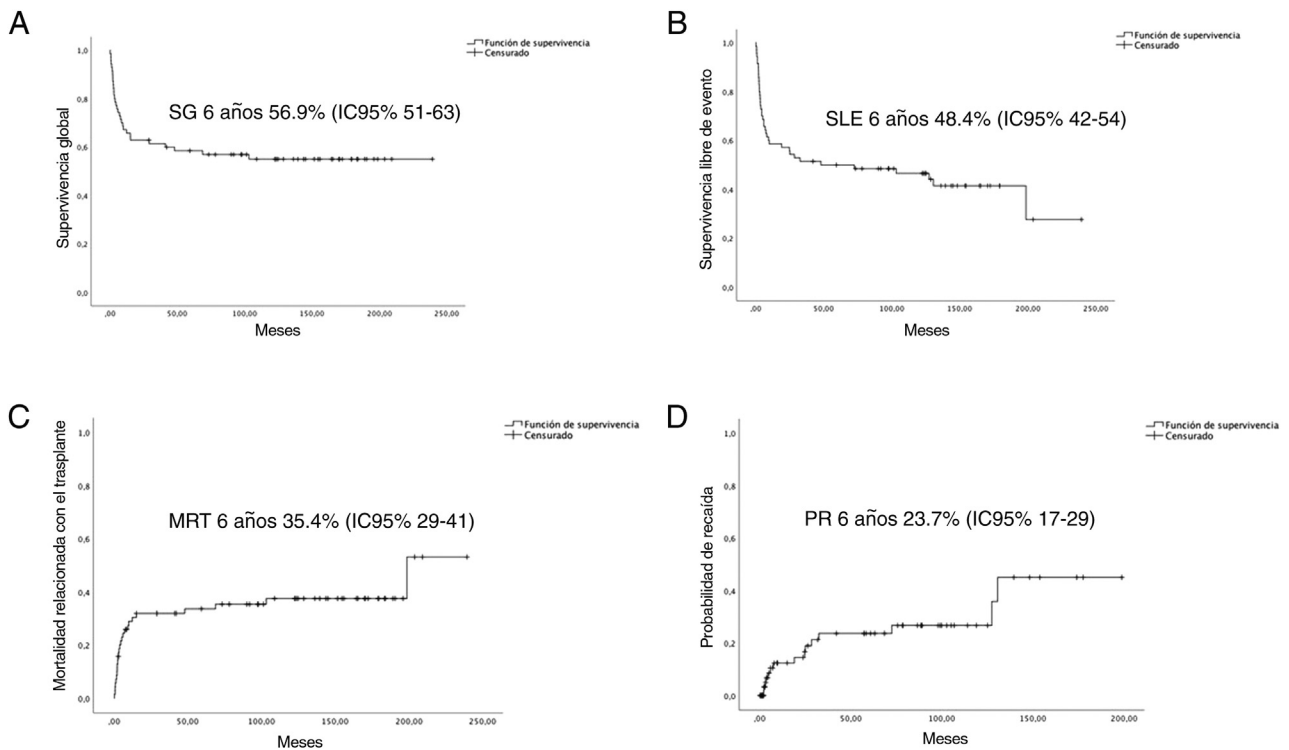 A
Función de supervivencia
Censurado
SG 6 años 56.9% (IC95% 51-63)
Supervivencia global
1,0
0,8
0,6
0,4
0,2
0,0
,00 50,00 100,00 150,00 200,00 250,00
Meses
B
Función de supervivencia
Censurado
SLE 6 años 48.4% (IC95% 42-54)
Supervivencia libre de evento
1,0
0,8
0,6
0,4
0,2
0,0
,00 50,00 100,00 150,00 200,00 250,00
Meses
C
Función de supervivencia
Censurado
MRT 6 años 35.4% (IC95% 29-41)
Mortalidad relacionada con el trasplante
1,0
0,8
0,6
0,4
0,2
0,0
,00 50,00 100,00 150,00 200,00 250,00
Meses
D
Función de supervivencia
Censurado
PR 6 años 23.7% (IC95% 17-29)
Probabilidad de recaída
1,0
0,8
0,6
0,4
0,2
0,0
,00 50,00 100,00 150,00 200,00
Meses